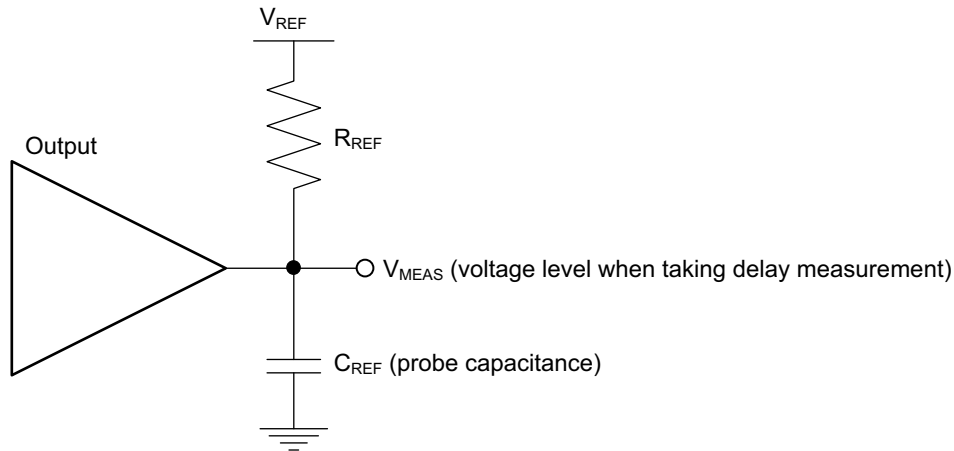 VREF
RREF
Output
VMEAS (voltage level when taking delay measurement)
CREF (probe capacitance)